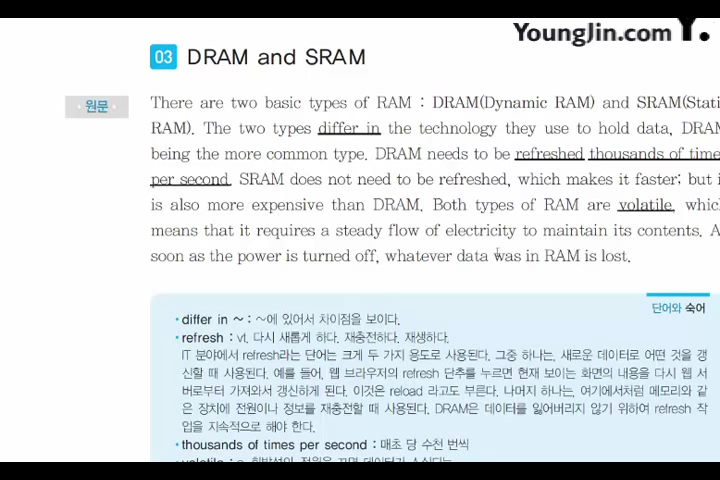 YoungJin.com Y.
03 DRAM and SRAM
원문
There are two basic types of RAM : DRAM(Dynamic RAM) and SRAM(Stati
RAM). The two types differ in the technology they use to hold data, DRAM
being the more common type. DRAM needs to be refreshed thousands of time
per second. SRAM does not need to be refreshed, which makes it faster; but i
is also more expensive than DRAM. Both types of RAM are volatile, whic
means that it requires a steady flow of electricity to maintain its contents. A
soon as the power is turned off, whatever data was in RAM is lost.
단어와 숙어
• differ in ~ : ~에 있어서 차이점을 보이다.
• refresh : vt. 다시 새롭게 하다. 재충전하다. 재생하다.
IT 분야에서 refresh라는 단어는 크게 두 가지 용도로 사용된다. 그중 하나는, 새로운 데이터로 어떤 것을 갱
신할 때 사용된다. 예를 들어, 웹 브라우저의 refresh 단추를 누르면 현재 보이는 화면의 내용을 다시 웹 서
버로부터 가져와서 갱신하게 된다. 이것은 reload 라고도 부른다. 나머지 하나는, 여기에서처럼 메모리와 같
은 장치에 전원이나 정보를 재충전할 때 사용된다. DRAM은 데이터를 잃어버리지 않기 위하여 refresh 작
업을 지속적으로 해야 한다.
• thousands of times per second : 매초 당 수천 번씩